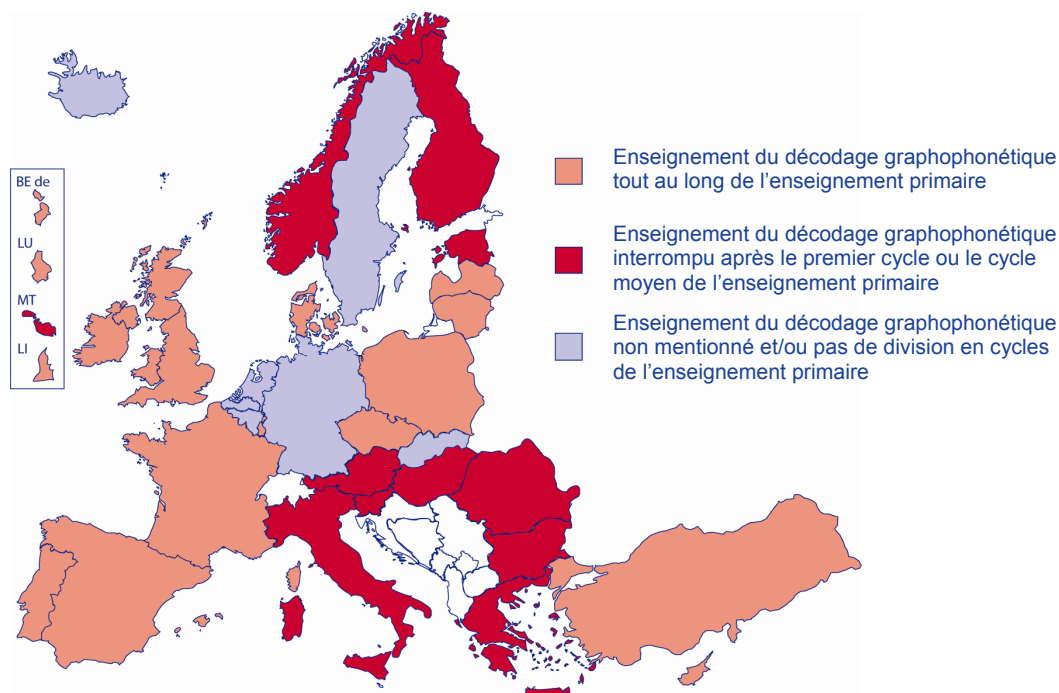 BE de
LU
MT
LI
Enseignement du décodage graphophonétique
tout au long de l’enseignement primaire
Enseignement du décodage graphophonétique
interrompu après le premier cycle ou le cycle
moyen de l’enseignement primaire
Enseignement du décodage graphophonétique
non mentionné et/ou pas de division en cycles
de l’enseignement primaire